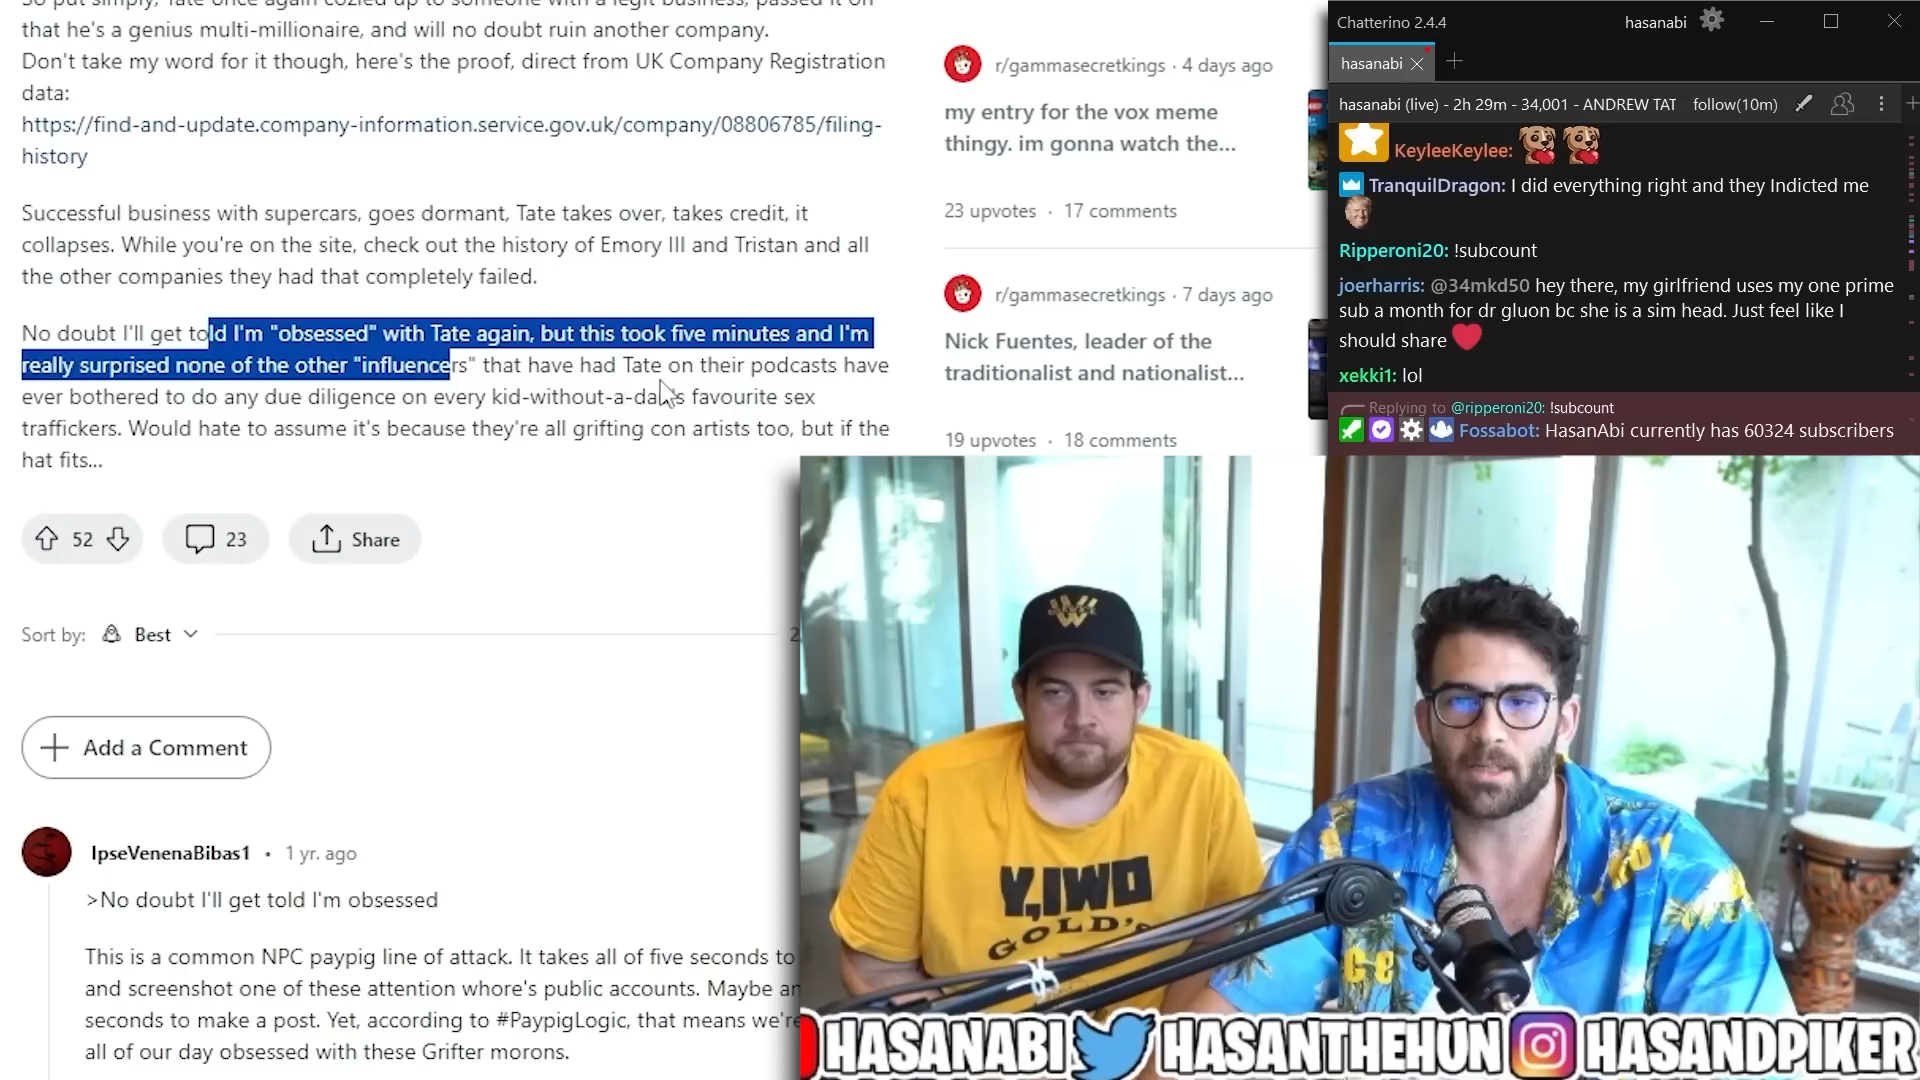 that he's a genius multi-millionaire, and will no doubt ruin another company.
Don't take my word for it though, here's the proof, direct from UK Company Registration
data:
https://find-and-update.company-information.service.gov.uk/company/08806785/filing-
history
Successful business with supercars, goes dormant, Tate takes over, takes credit, it
collapses. While you're on the site, check out the history of Emory III and Tristan and all
the other companies they had that completely failed.
No doubt I'll get told I'm "obsessed" with Tate again, but this took five minutes and I'm
really surprised none of the other "influencers" that have had Tate on their podcasts have
ever bothered to do any due diligence on every kid-without-a-dad's favourite sex
traffickers. Would hate to assume it's because they're all grifting con artists too, but if the
hat fits...
52
23
Share
Sort by: Best
Add a Comment
IpseVenenaBibas1 • 1 yr. ago
>No doubt I'll get told I'm obsessed
This is a common NPC paypig line of attack. It takes all of five seconds to
and screenshot one of these attention whore's public accounts. Maybe
seconds to make a post. Yet, according to #PaypigLogic, that means we're
all of our day obsessed with these Grifter morons.
r/gammasecretkings · 4 days ago
my entry for the vox meme
thingy. im gonna watch the...
23 upvotes · 17 comments
r/gammasecretkings · 7 days ago
Nick Fuentes, leader of the
traditionalist and nationalist...
19 upvotes · 18 comments
Chatterino 2.4.4
hasanabi
hasanabi
hasanabi (live) - 2h 29m - 34,001 - ANDREW TAT follow(10m)
KeyleeKeylee:
TranquilDragon: I did everything right and they Indicted me
Ripperoni20: !subcount
joerharris: @34mkd50 hey there, my girlfriend uses my one prime
sub a month for dr gluon bc she is a sim head. Just feel like I
should share
xekki1: lol
Replying to @ripperoni20: !subcount
Fossabot: HasanAbi currently has 60324 subscribers
W
GOLD'S
HASANABI HASANTHEHUN HASANDPIKER